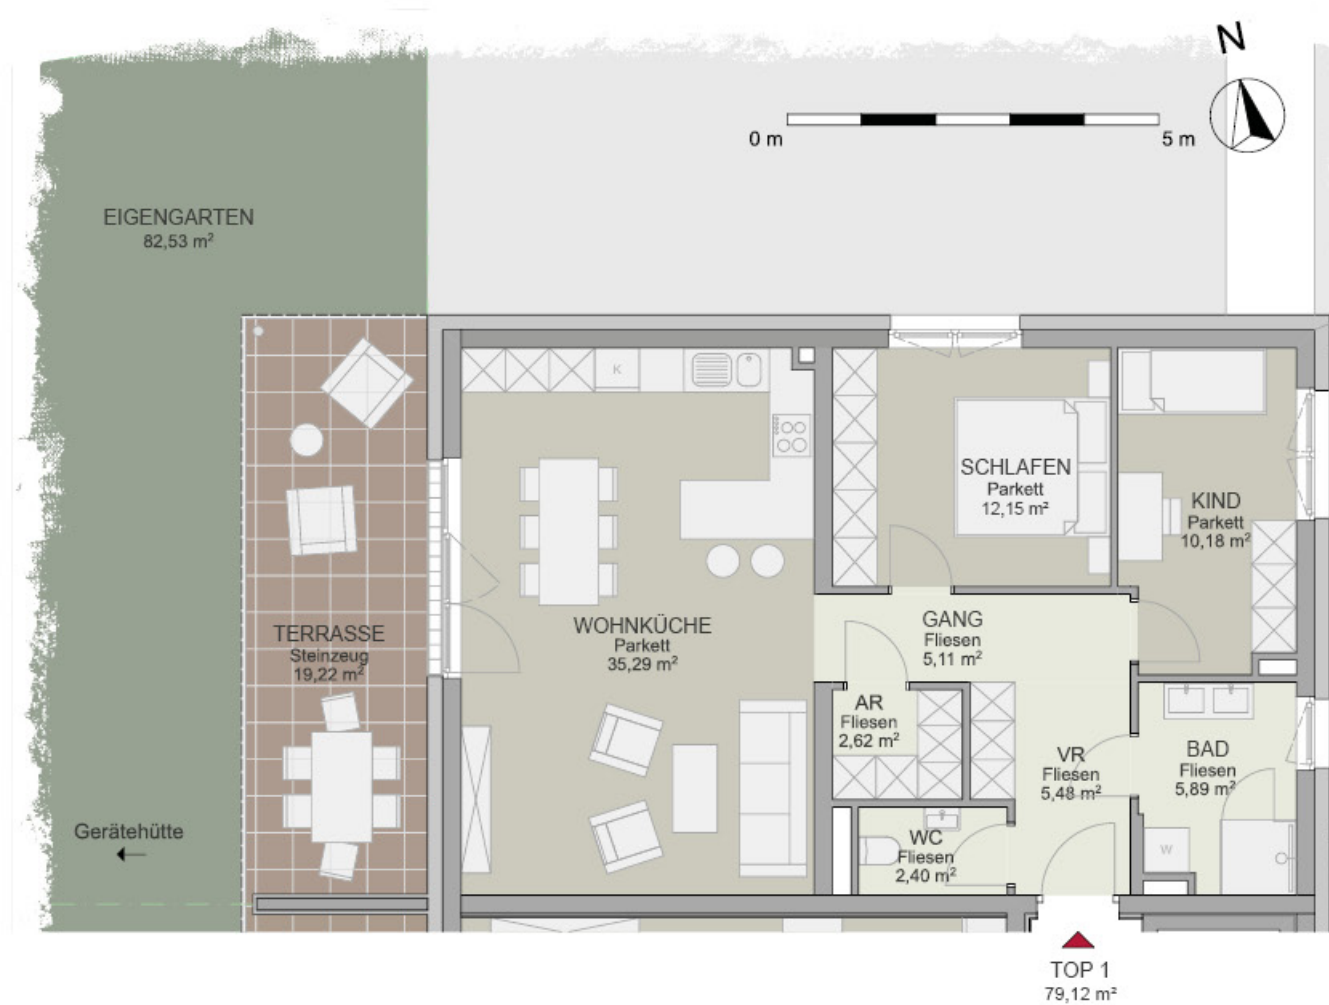 N
0 m
5 m
EIGENGARTEN
82,53 m²
K
SCHLAFEN
Parkett
12,15 m²
KIND
Parkett
10,18 m²
TERRASSE
Steinzeug
19,22 m²
WOHNKÜCHE
Parkett
35,29 m²
GANG
Fliesen
5,11 m²
AR
Fliesen
2,62 m²
VR
Fliesen
5,48 m²
BAD
Fliesen
5,89 m²
Gerätehütte
WC
Fliesen
2,40 m²
W
TOP 1
79,12 m²